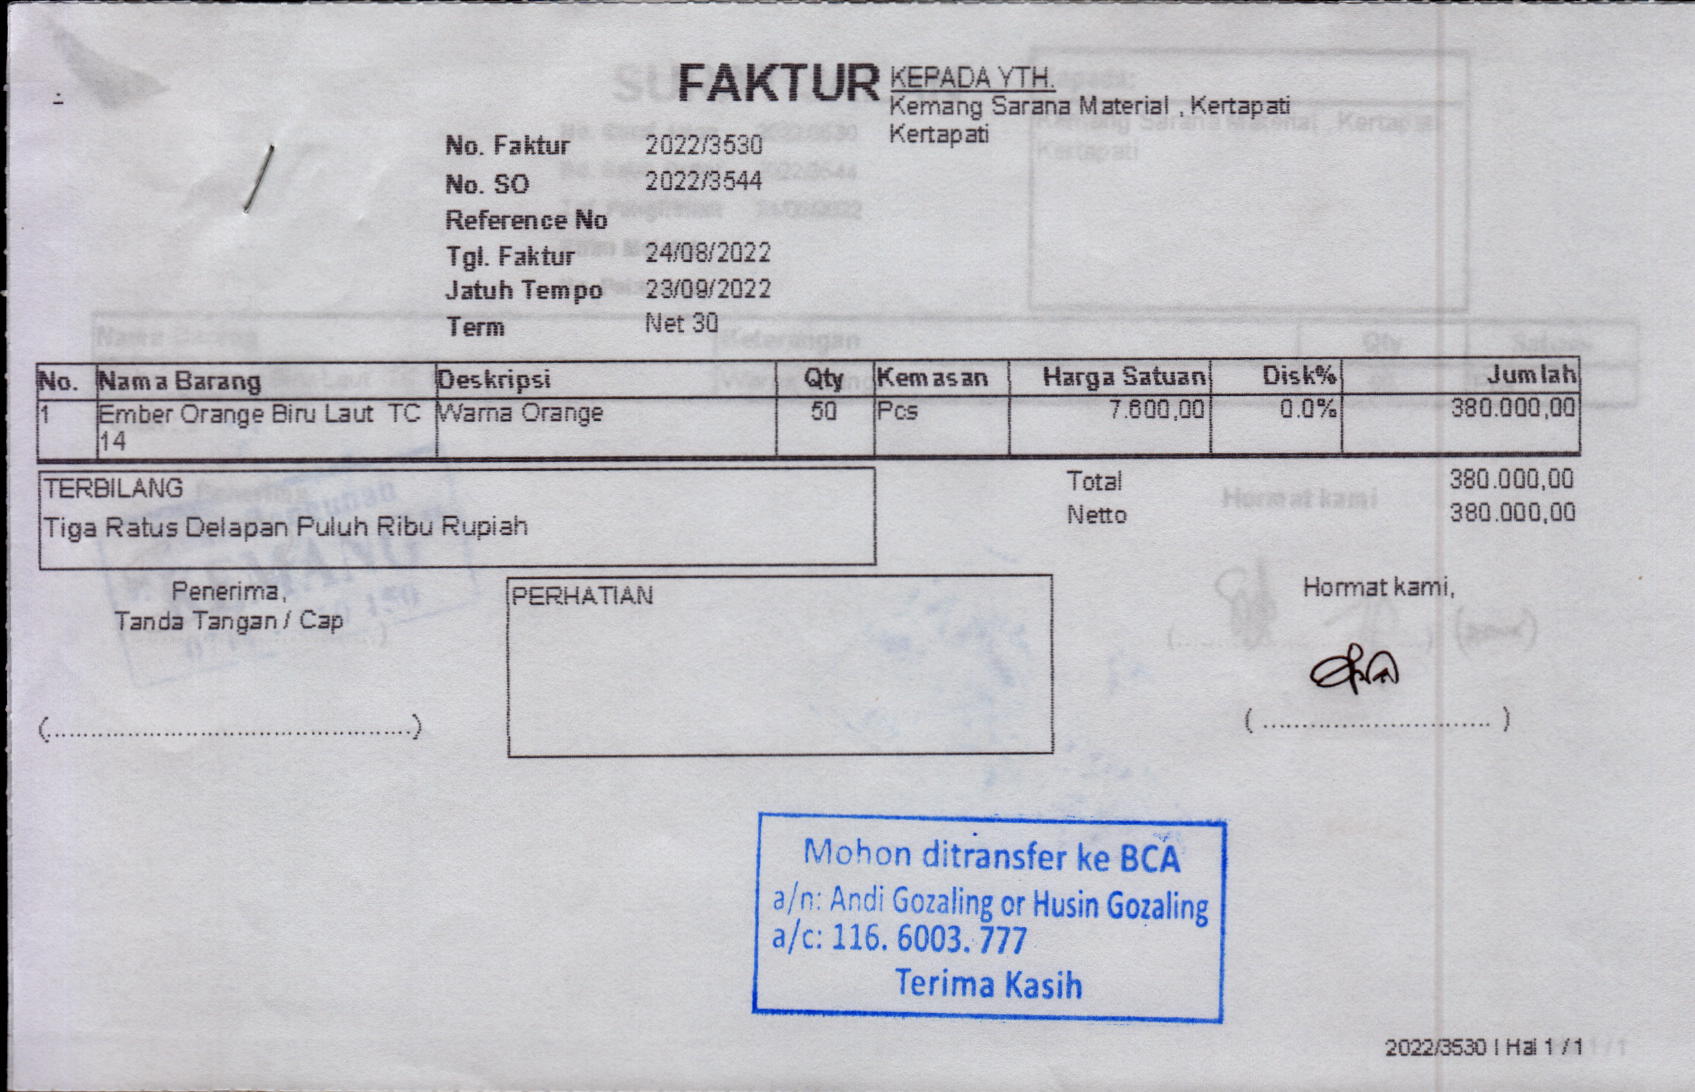 FAKTUR
KEPADA YTH.
Kemang Sarana Material , Kertapati
Kertapati
No. Faktur 2022/3530
No. SO 2022/3544
Reference No
Tgl. Faktur 24/08/2022
Jatuh Tempo 23/09/2022
Term Net 30
No. Nama Barang Deskripsi Qty Kemasan Harga Satuan Disk% Jumlah
1 Ember Orange Biru Laut TC Warna Orange 50 Pcs 7.600,00 0.0% 380.000,00
14
TERBILANG
Tiga Ratus Delapan Puluh Ribu Rupiah
Total 380.000,00
Netto 380.000,00
Penerima,
Tanda Tangan / Cap
(..............................................)
PERHATIAN
Hormat kami,
( ............................. )
Mohon ditransfer ke BCA
a/n: Andi Gozaling or Husin Gozaling
a/c: 116. 6003. 777
Terima Kasih
2022/3530 | Hal 1 / 1